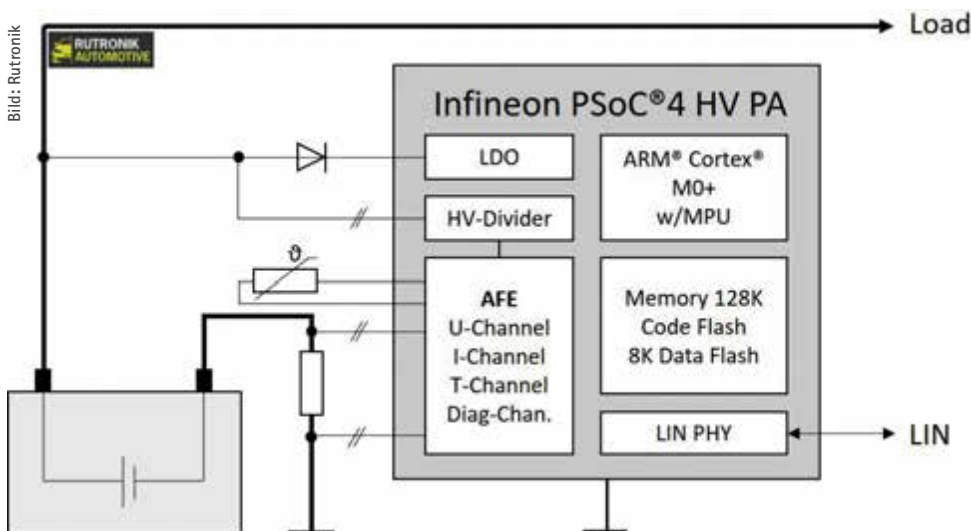 Bild: Rutronik
RUTRONIK
AUTOMOTIVE
Load
Infineon PSoC®4 HV PA
LDO
ARM® Cortex®
M0+
w/MPU
HV-Divider
ϑ
AFE
U-Channel
I-Channel
T-Channel
Diag-Chan.
Memory 128K
Code Flash
8K Data Flash
LIN PHY
LIN